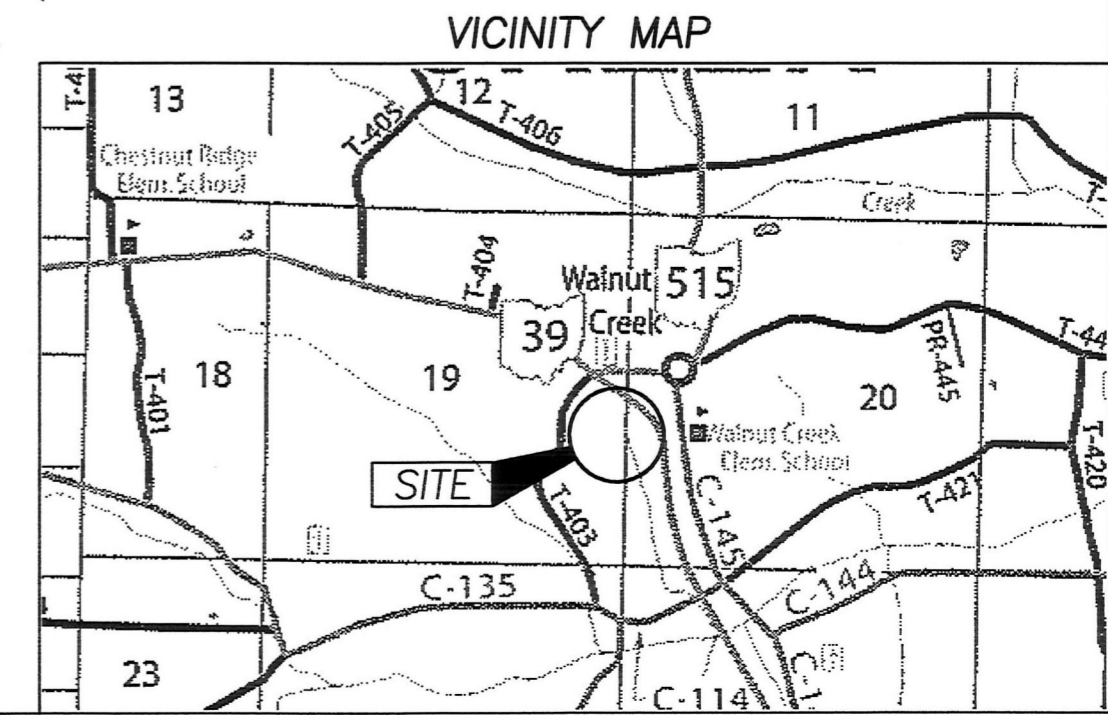 VICINITY MAP
T-4
13
12
T-405
T-406
11
Chestnut Ridge
Elem. School
Creek
T-
T-404
Walnut
Creek
515
39
18
19
T-401
20
PR-445
T-44
Walnut Creek
Elem. School
SITE
T-403
C-145
T-421
T-420
C-135
C-144
C-1
23
C-114